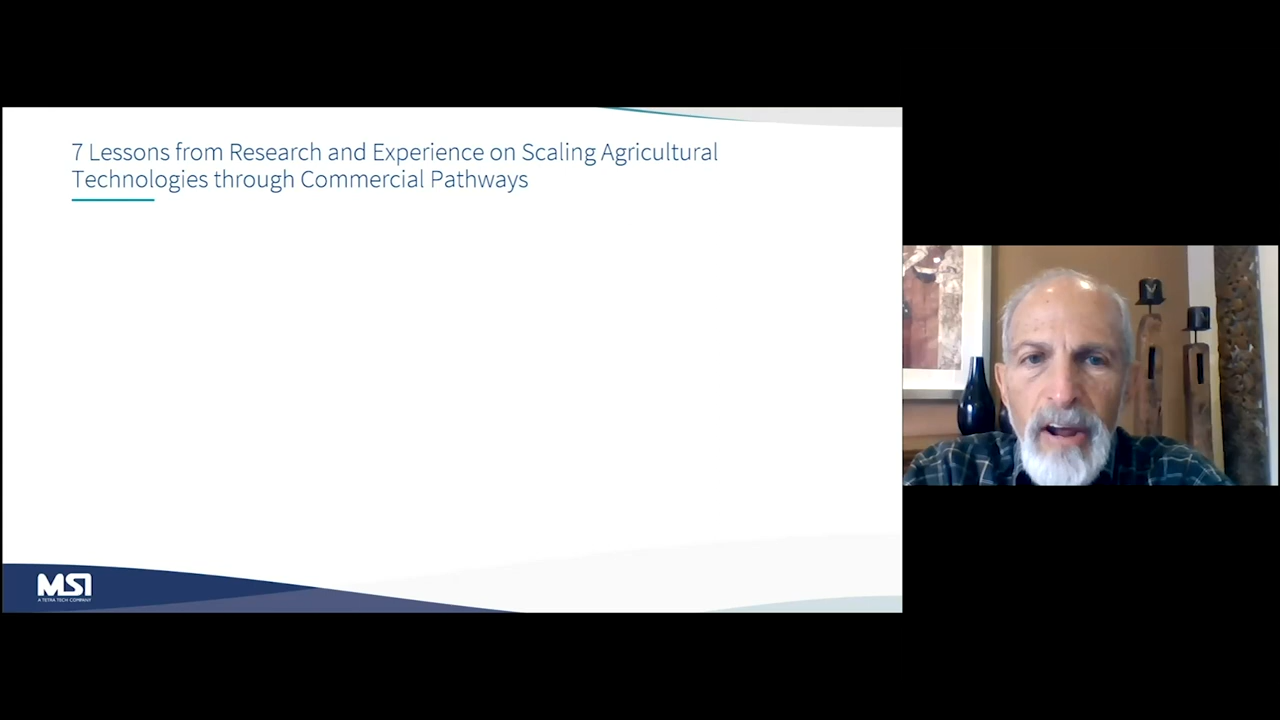 7 Lessons from Research and Experience on Scaling Agricultural
Technologies through Commercial Pathways
MSI
A TETRA TECH COMPANY